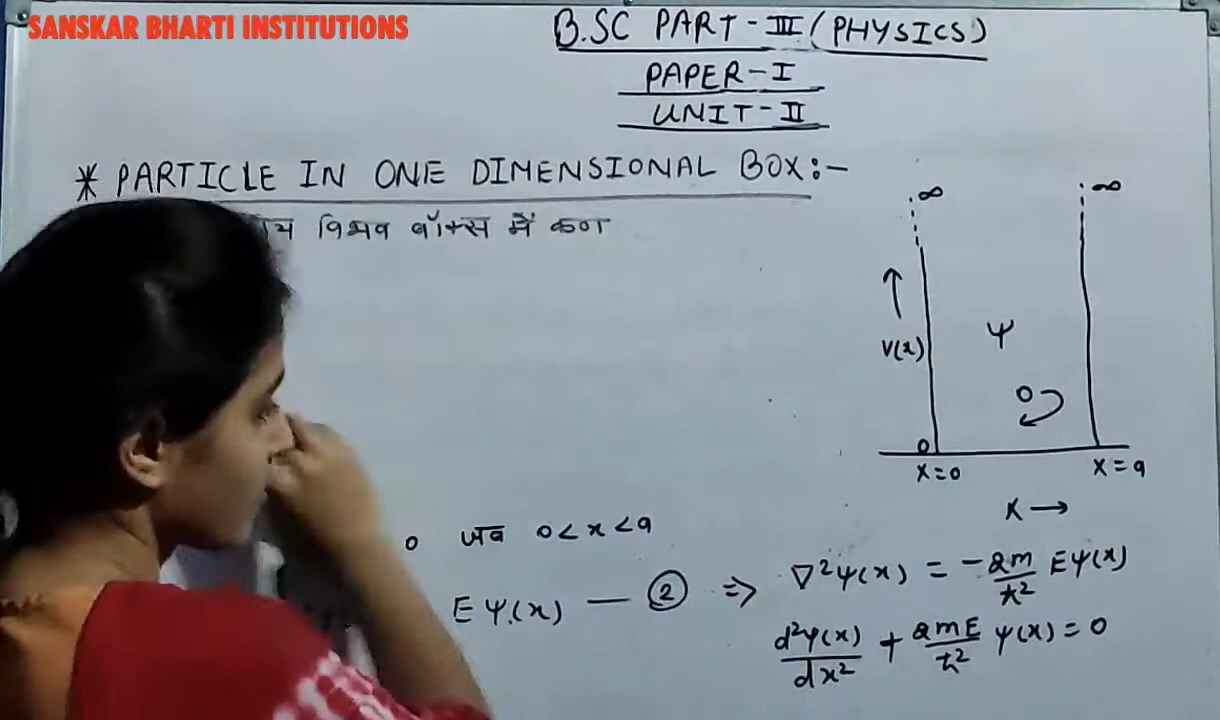 SANSKAR BHARTI INSTITUTIONS
B.SC PART-III (PHYSICS)
PAPER-I
UNIT-II
* PARTICLE IN ONE DIMENSIONAL BOX:-
विभव बॉक्स में कण
∞ ∞
V(x)
ψ
0
x=0 x=a
x →
0 जब 0<x<a
Eψ(x) — ② ⇒ ∇²ψ(x) = -2m/ħ² Eψ(x)
d²ψ(x)/dx² + 2mE/ħ² ψ(x) = 0